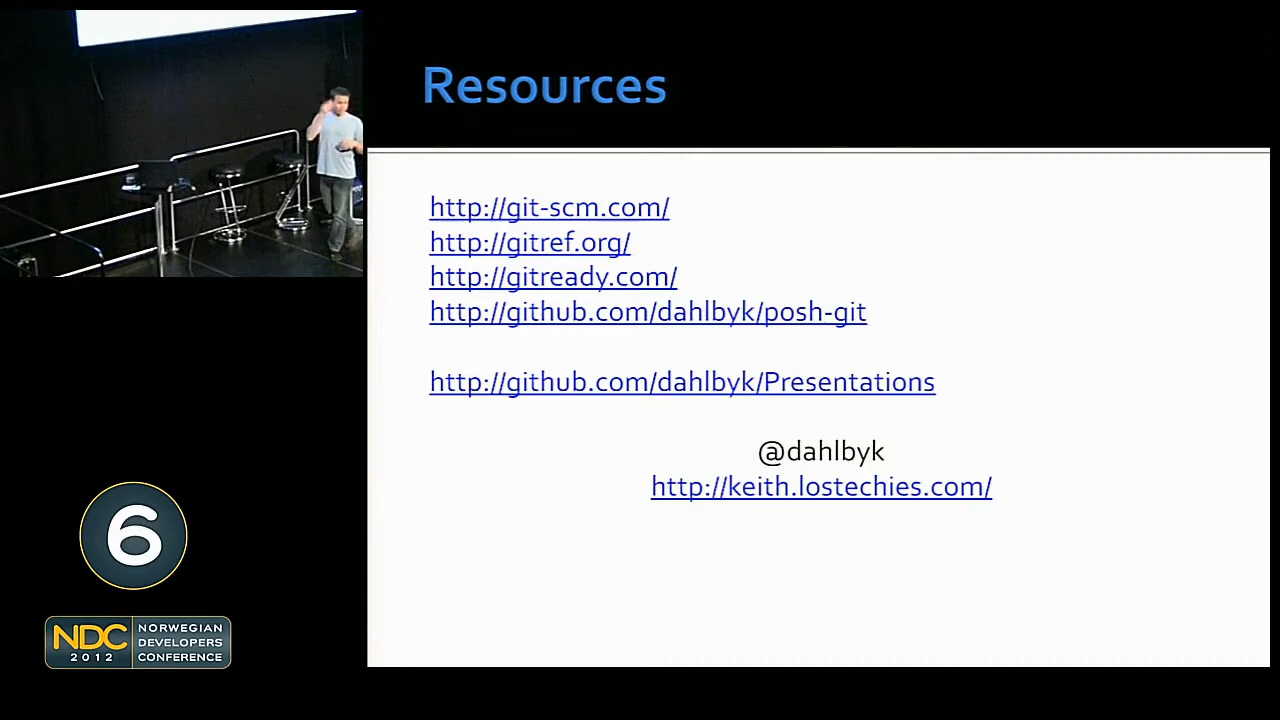 Resources
http://git-scm.com/
http://gitref.org/
http://gitready.com/
http://github.com/dahlbyk/posh-git
http://github.com/dahlbyk/Presentations
@dahlbyk
http://keith.lostechies.com/
6
NDC
2012
NORWEGIAN
DEVELOPERS
CONFERENCE